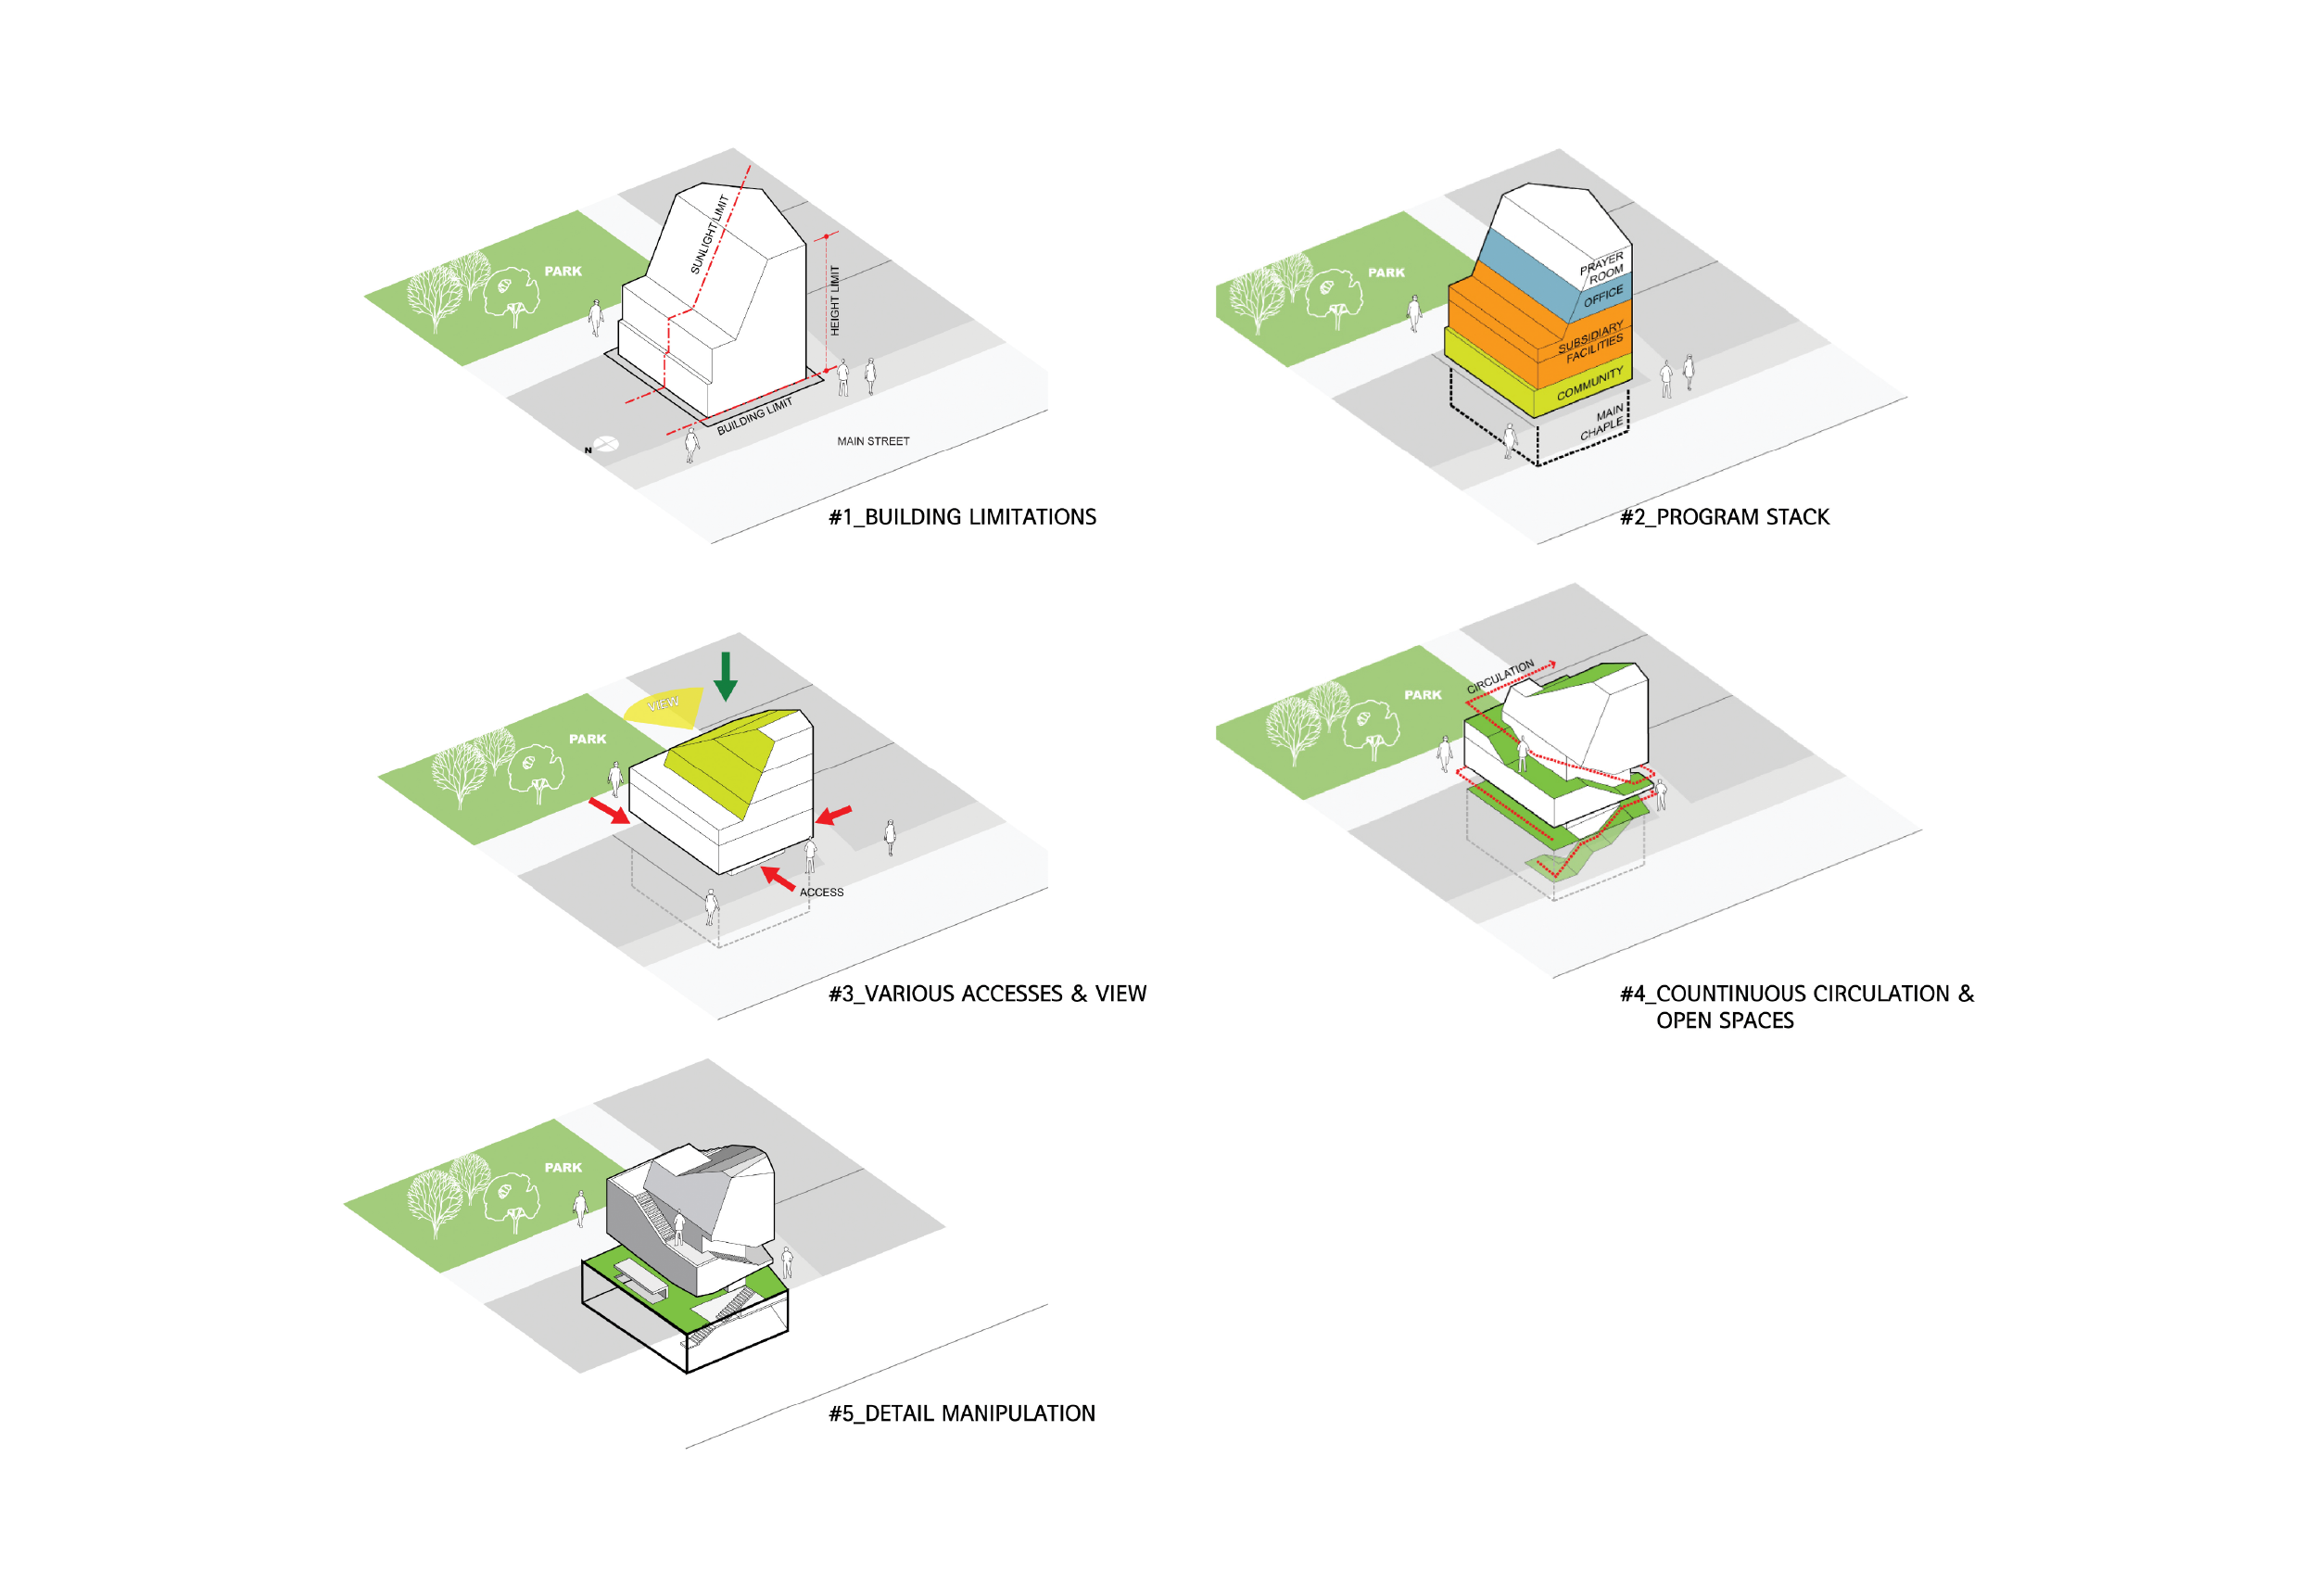 SUNLIGHT LIMIT
PARK
HEIGHT LIMIT
BUILDING LIMIT
MAIN STREET
N
#1_BUILDING LIMITATIONS
PARK
PRAYER
ROOM
OFFICE
SUBSIDIARY
FACILITIES
COMMUNITY
MAIN
CHAPLE
#2_PROGRAM STACK
VIEW
PARK
ACCESS
#3_VARIOUS ACCESSES & VIEW
CIRCULATION
PARK
#4_COUNTINUOUS CIRCULATION &
OPEN SPACES
PARK
#5_DETAIL MANIPULATION